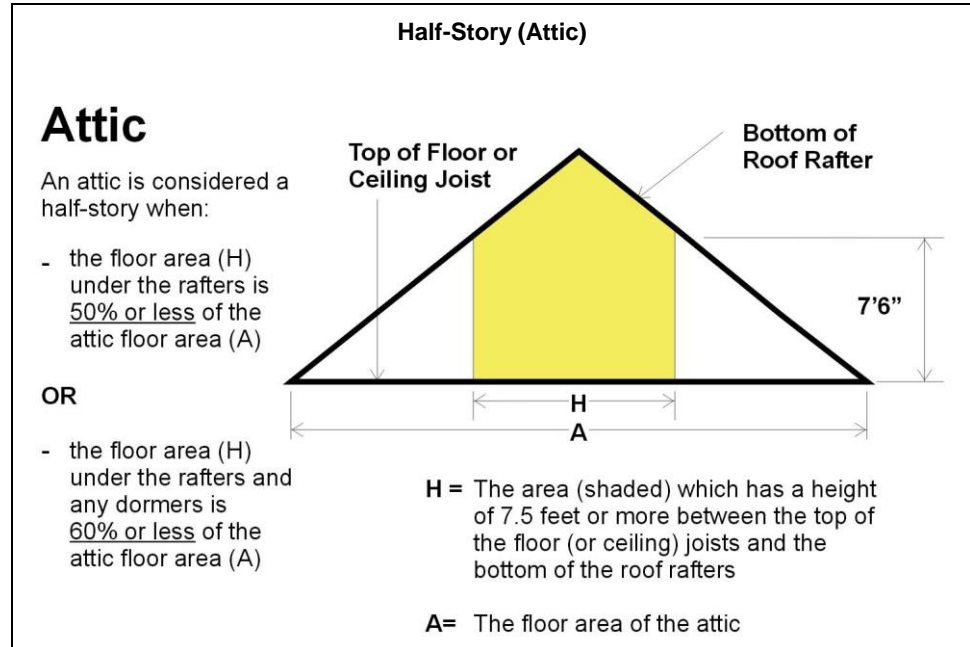 Half-Story (Attic)
Attic
An attic is considered a
half-story when:
- the floor area (H)
under the rafters is
50% or less of the
attic floor area (A)
OR
- the floor area (H)
under the rafters and
any dormers is
60% or less of the
attic floor area (A)
Top of Floor or
Ceiling Joist
Bottom of
Roof Rafter
7'6”
H
A
H = The area (shaded) which has a height
of 7.5 feet or more between the top of
the floor (or ceiling) joists and the
bottom of the roof rafters
A= The floor area of the attic